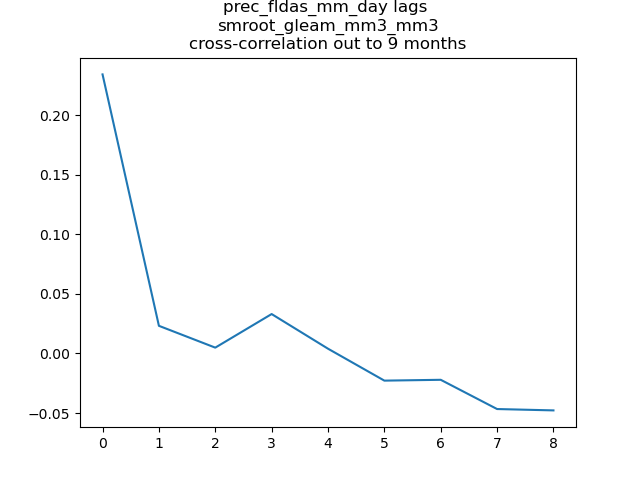 prec_fldas_mm_day lags
smroot_gleam_mm3_mm3
cross-correlation out to 9 months
0.20
0.15
0.10
0.05
0.00
−0.05
0 1 2 3 4 5 6 7 8